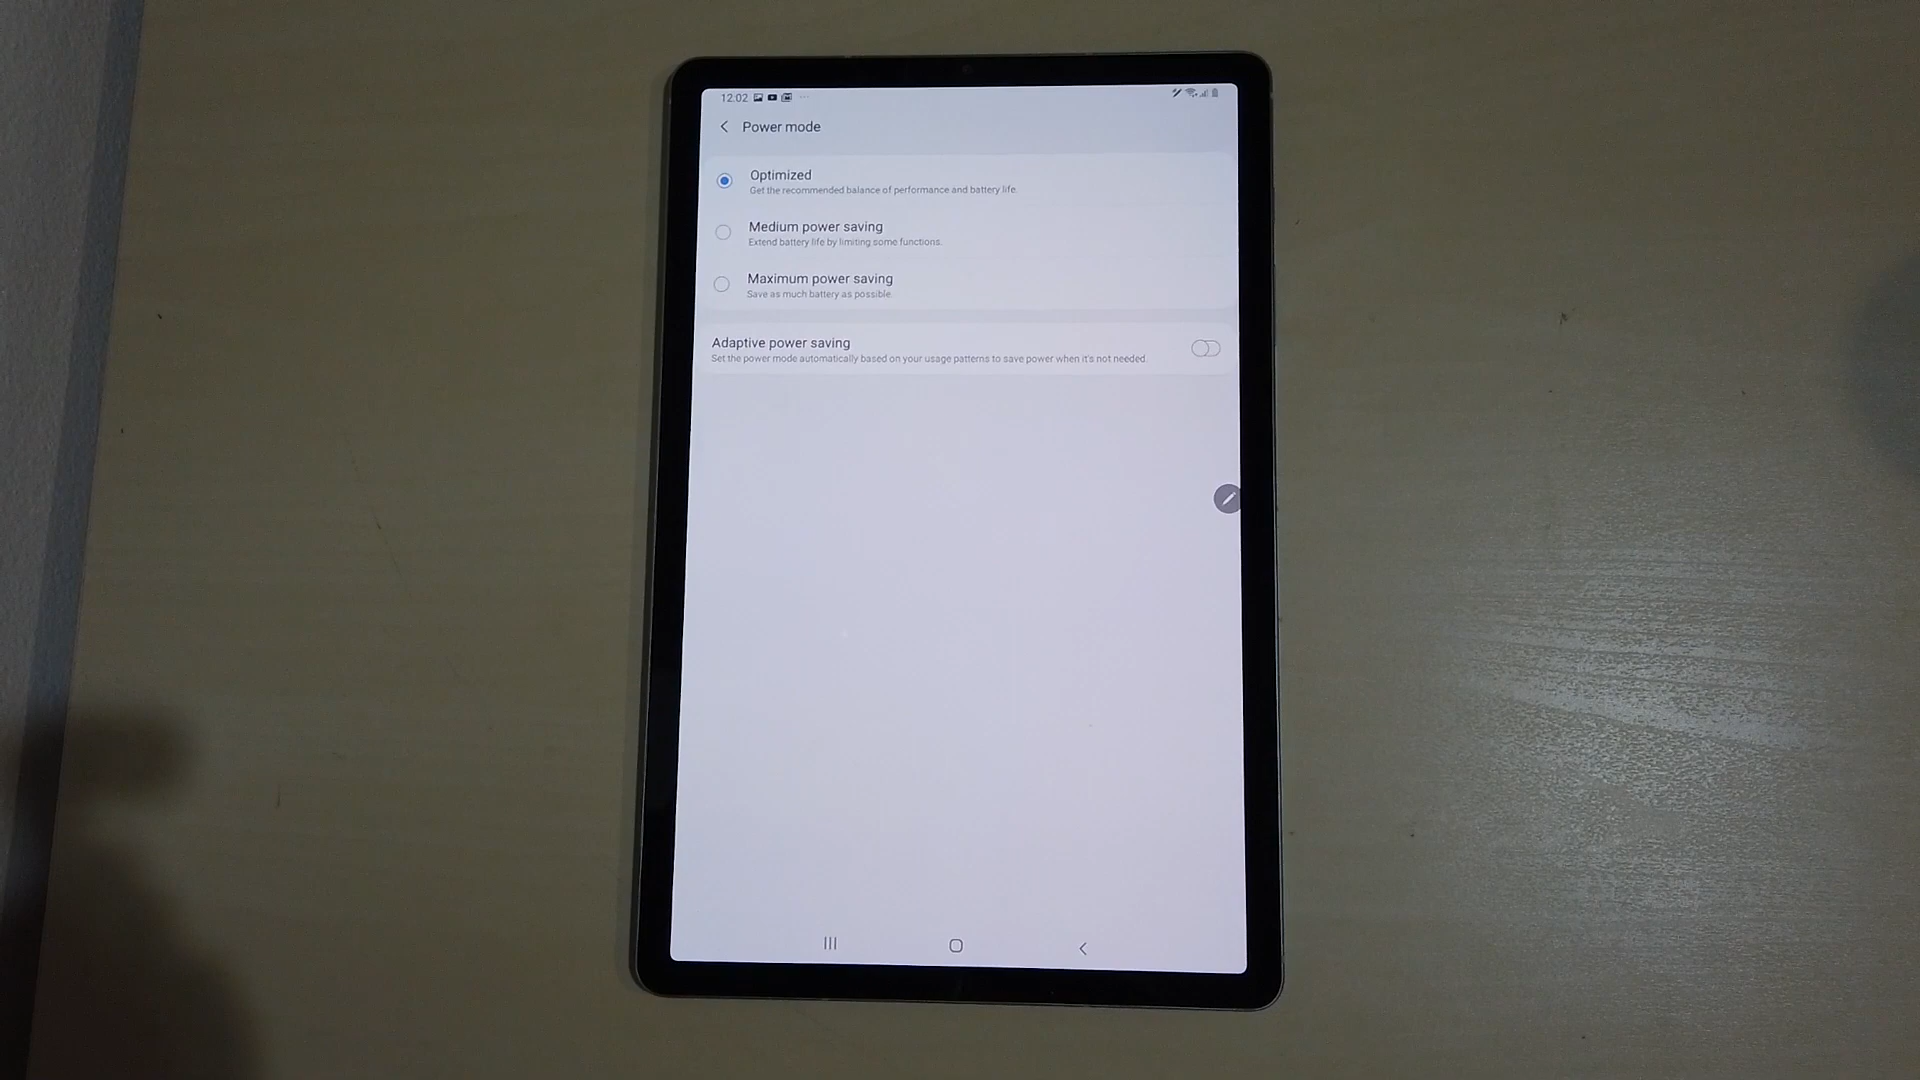 12.02
Power mode
Optimized
Get the recommended balance of performance and battery life.
Medium power saving
Extend battery life by limiting some functions.
Maximum power saving
Save as much battery as possible.
Adaptive power saving
Set the power mode automatically based on your usage patterns to save power when it's not needed.